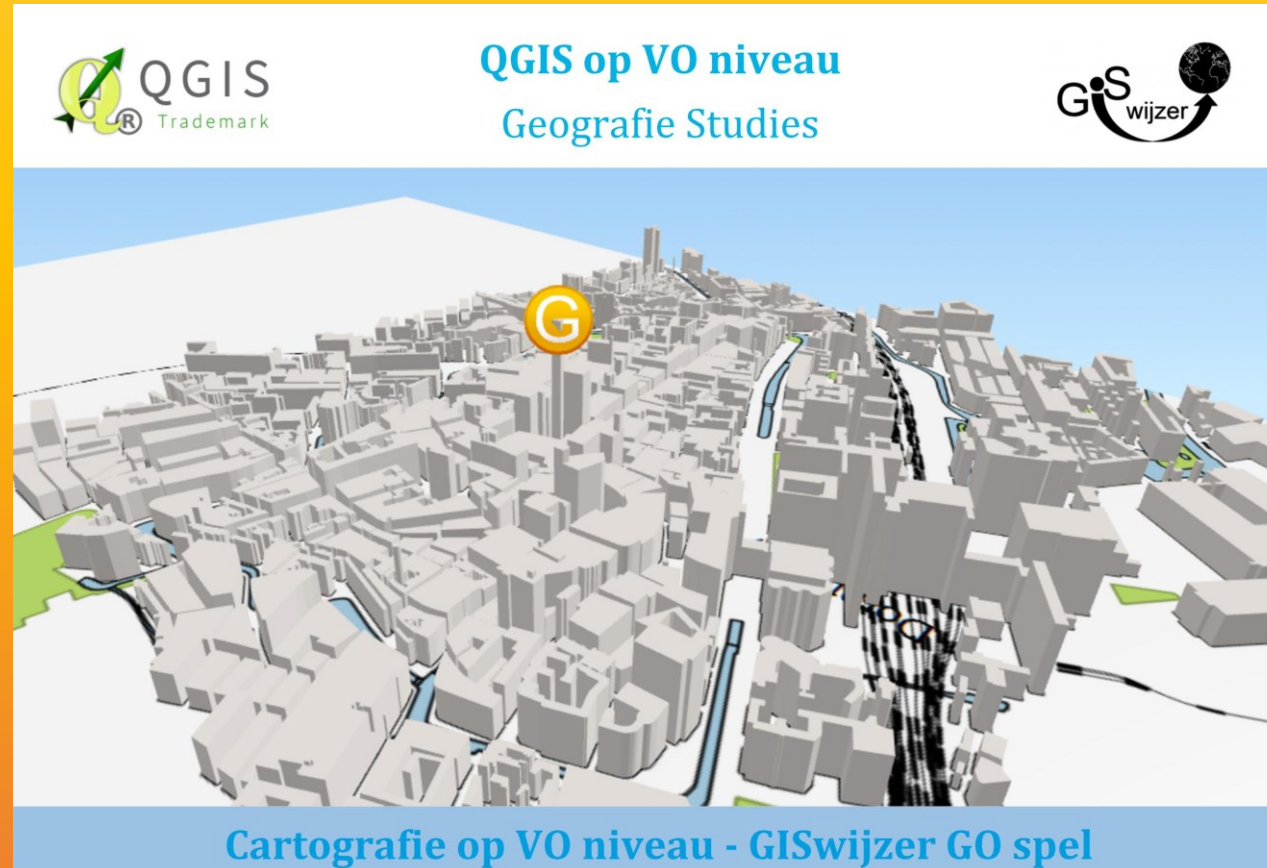 QGIS
Trademark
QGIS op VO niveau
Geografie Studies
GiS
wijzer
G
Cartografie op VO niveau - GISwijzer GO spel